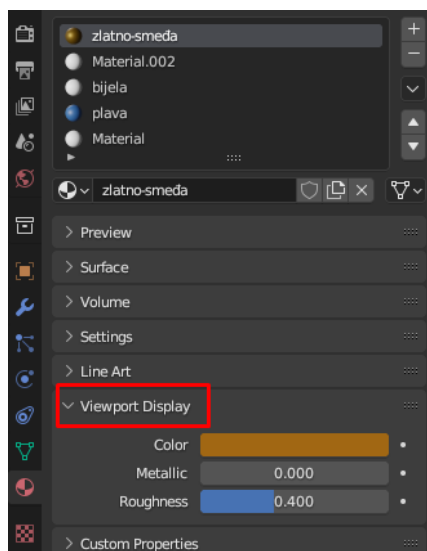 zlatno-smeđa
Material.002
bijela
plava
Material
zlatno-smeđa
Preview
Surface
Volume
Settings
Line Art
Viewport Display
Color
Metallic 0.000
Roughness 0.400
Custom Properties